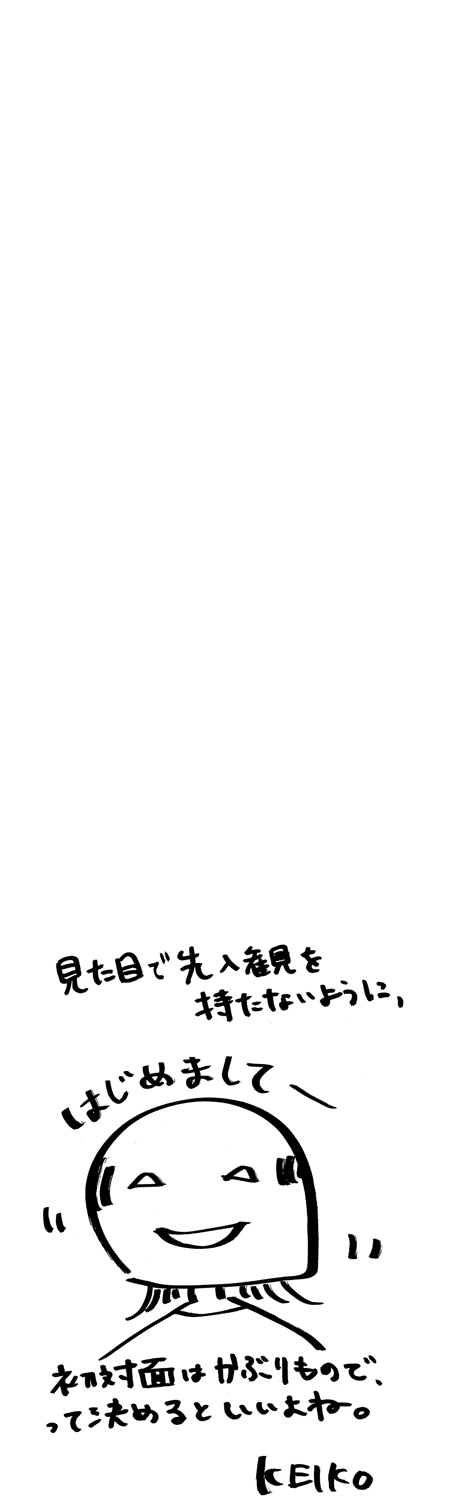 見た目で先入観を
持たないように、
はじめまして
初対面はかぶりもので、
って決めるといいよねー。
KEIKO